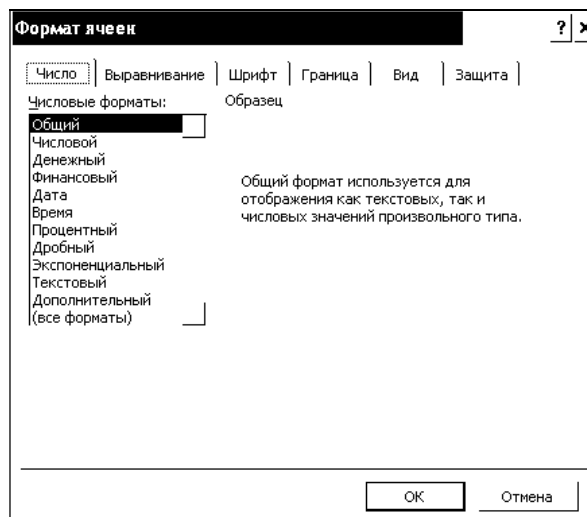 Формат ячеек ? x
Число Выравнивание Шрифт Граница Вид Защита
Числовые форматы:
Образец
Общий
Числовой
Денежный
Финансовый
Дата
Время
Процентный
Дробный
Экспоненциальный
Текстовый
Дополнительный
(все форматы)
Общий формат используется для
отображения как текстовых, так и
числовых значений произвольного типа.
ОК Отмена